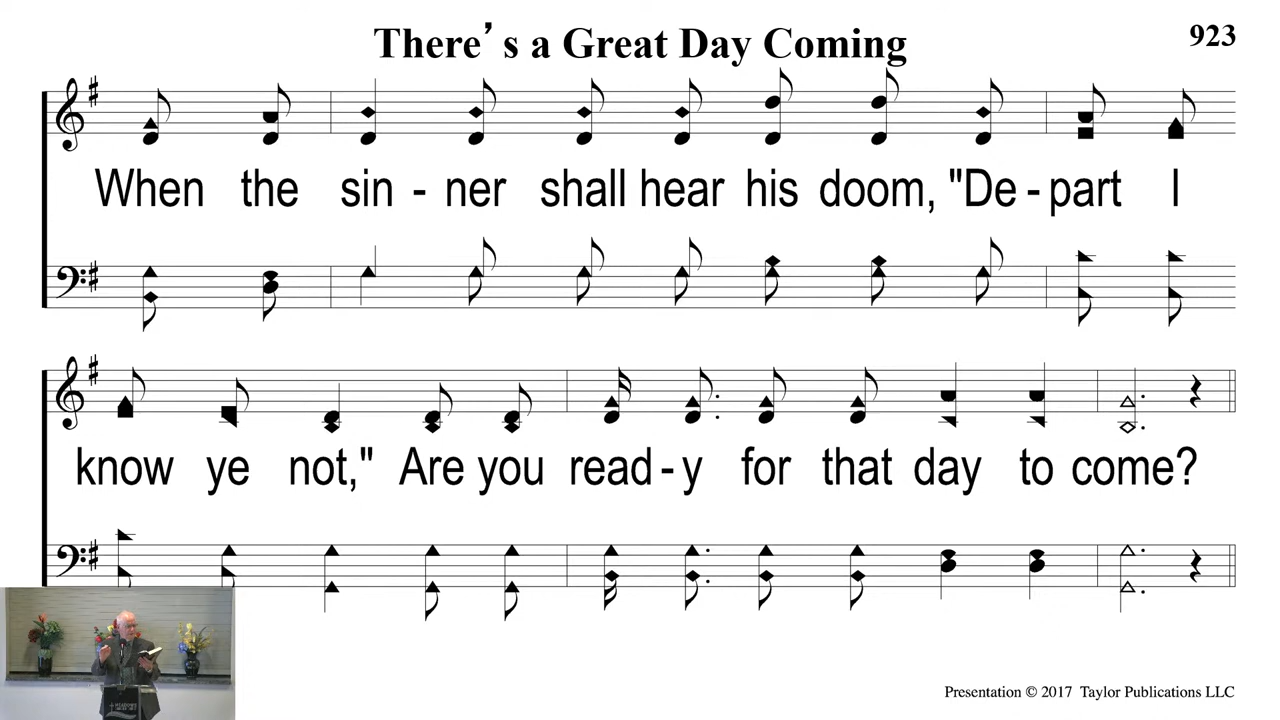 There's a Great Day Coming
923
When the sin - ner shall hear his doom, "De - part I
know ye not," Are you read - y for that day to come?
Presentation © 2017 Taylor Publications LLC